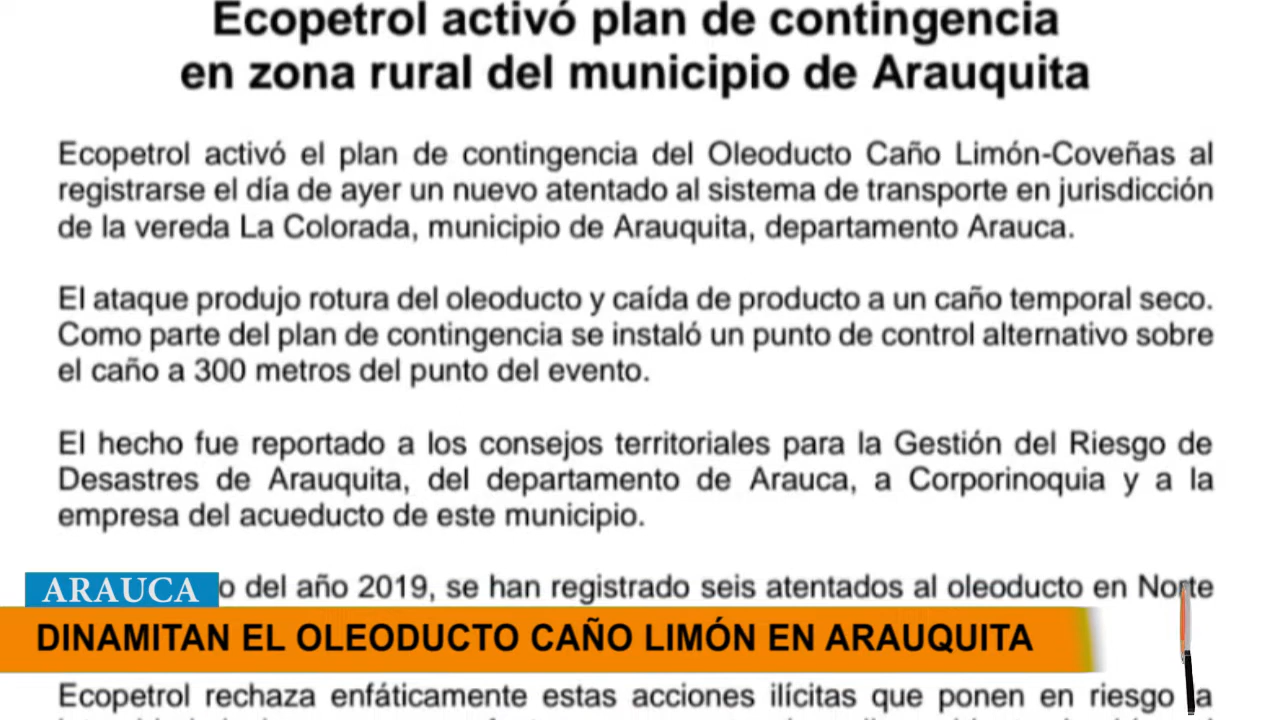 Ecopetrol activó plan de contingencia
en zona rural del municipio de Arauquita
Ecopetrol activó el plan de contingencia del Oleoducto Caño Limón-Coveñas al
registrarse el día de ayer un nuevo atentado al sistema de transporte en jurisdicción
de la vereda La Colorada, municipio de Arauquita, departamento Arauca.
El ataque produjo rotura del oleoducto y caída de producto a un caño temporal seco.
Como parte del plan de contingencia se instaló un punto de control alternativo sobre
el caño a 300 metros del punto del evento.
El hecho fue reportado a los consejos territoriales para la Gestión del Riesgo de
Desastres de Arauquita, del departamento de Arauca, a Corporinoquia y a la
empresa del acueducto de este municipio.
ARAUCA
o del año 2019, se han registrado seis atentados al oleoducto en Norte
DINAMITAN EL OLEODUCTO CAÑO LIMÓN EN ARAUQUITA
Ecopetrol rechaza enfáticamente estas acciones ilícitas que ponen en riesgo